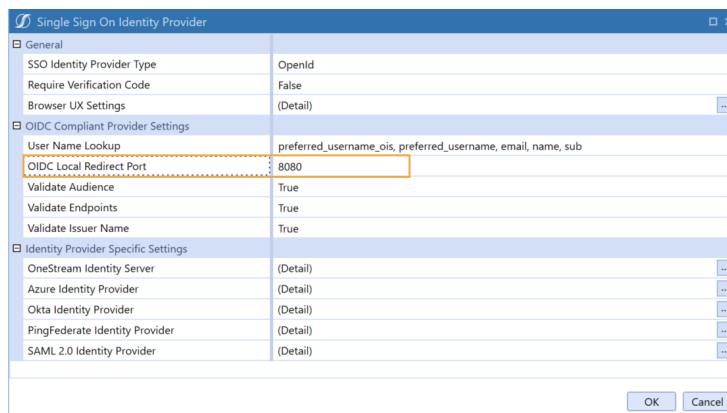 Single Sign On Identity Provider
General
SSO Identity Provider Type OpenId
Require Verification Code False
Browser UX Settings (Detail) ...
OIDC Compliant Provider Settings
User Name Lookup preferred_username_ois, preferred_username, email, name, sub
OIDC Local Redirect Port 8080
Validate Audience True
Validate Endpoints True
Validate Issuer Name True
Identity Provider Specific Settings
OneStream Identity Server (Detail) ...
Azure Identity Provider (Detail) ...
Okta Identity Provider (Detail) ...
PingFederate Identity Provider (Detail) ...
SAML 2.0 Identity Provider (Detail) ...
OK Cancel